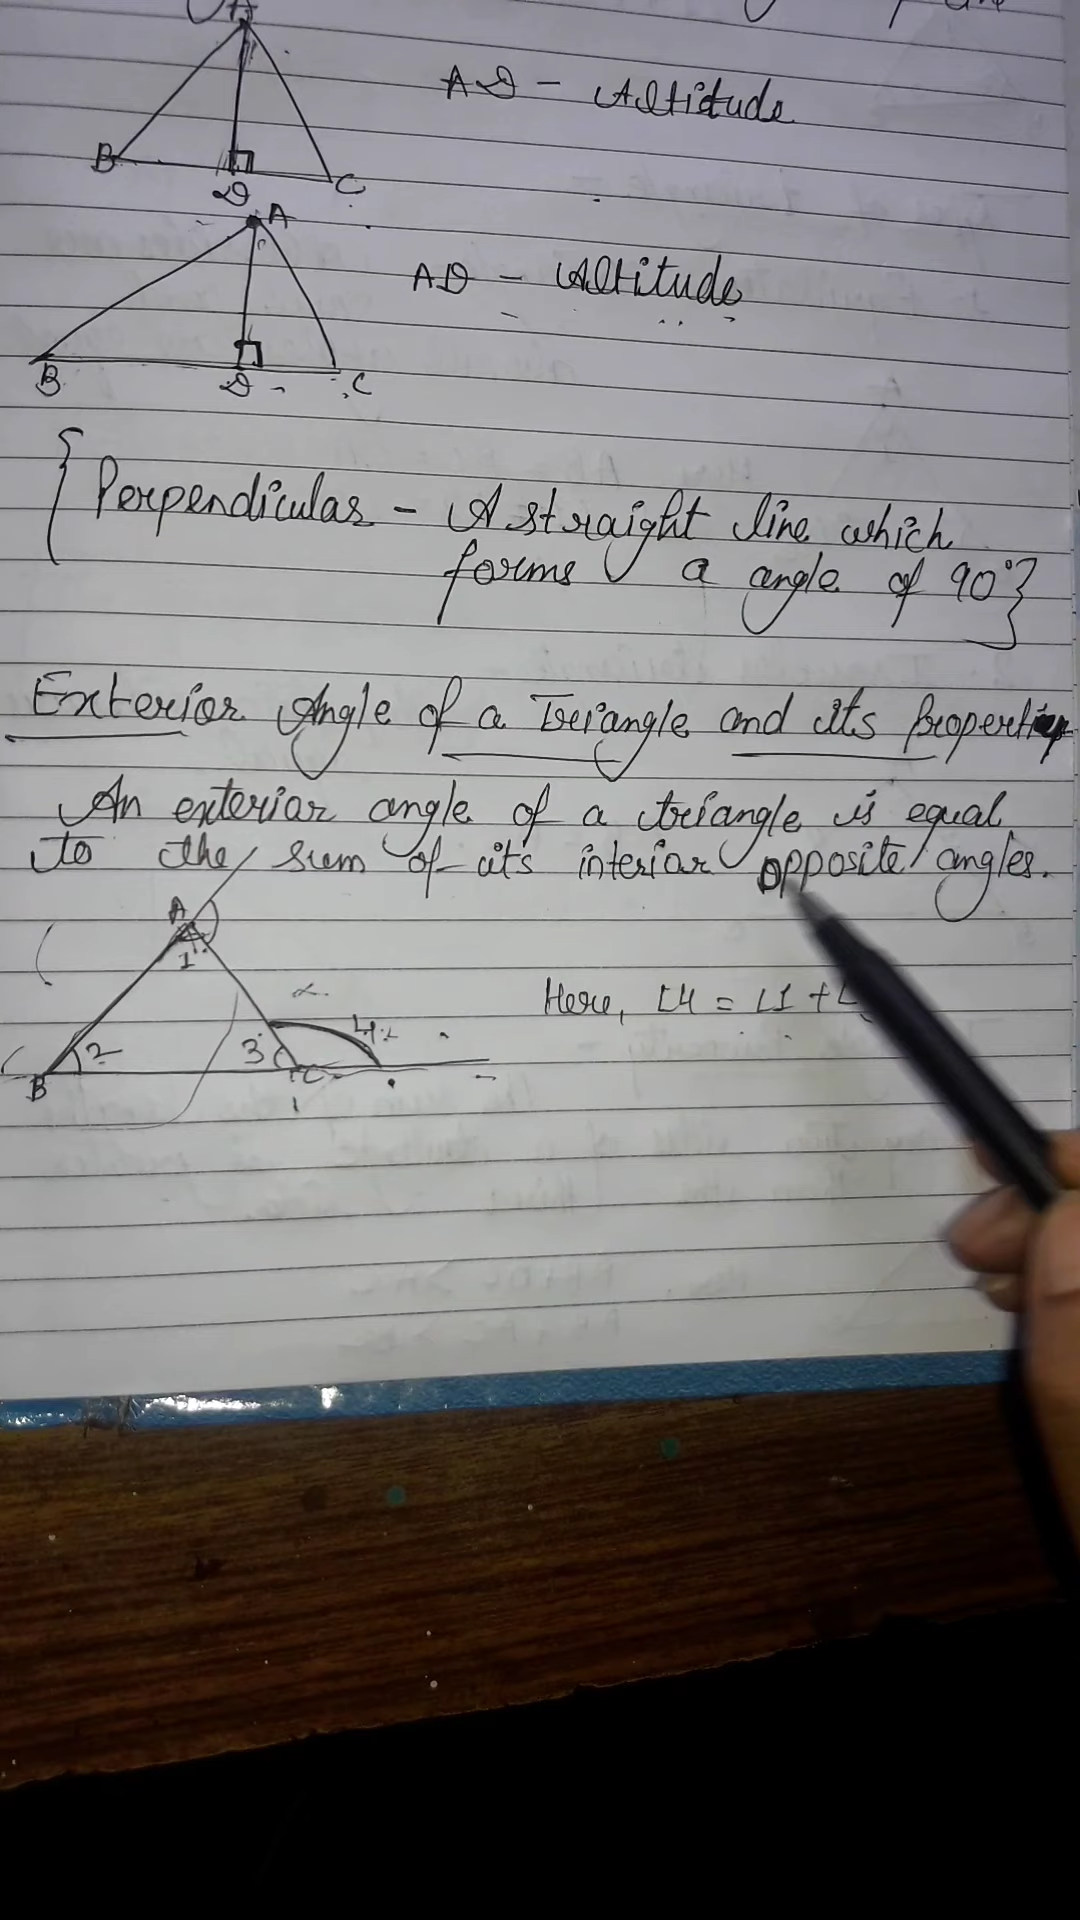 A
AD - Altitude
B
D
C
A
AD - Altitude
B
D
C
{Perpendicular - A straight line which
forms a angle of 90°}
Exterior Angle of a Triangle and its Property
An exterior angle of a triangle is equal
to the sum of its interior opposite angles.
A
1
Here, ∠4 = ∠1 + ∠
2
3
4
B
C